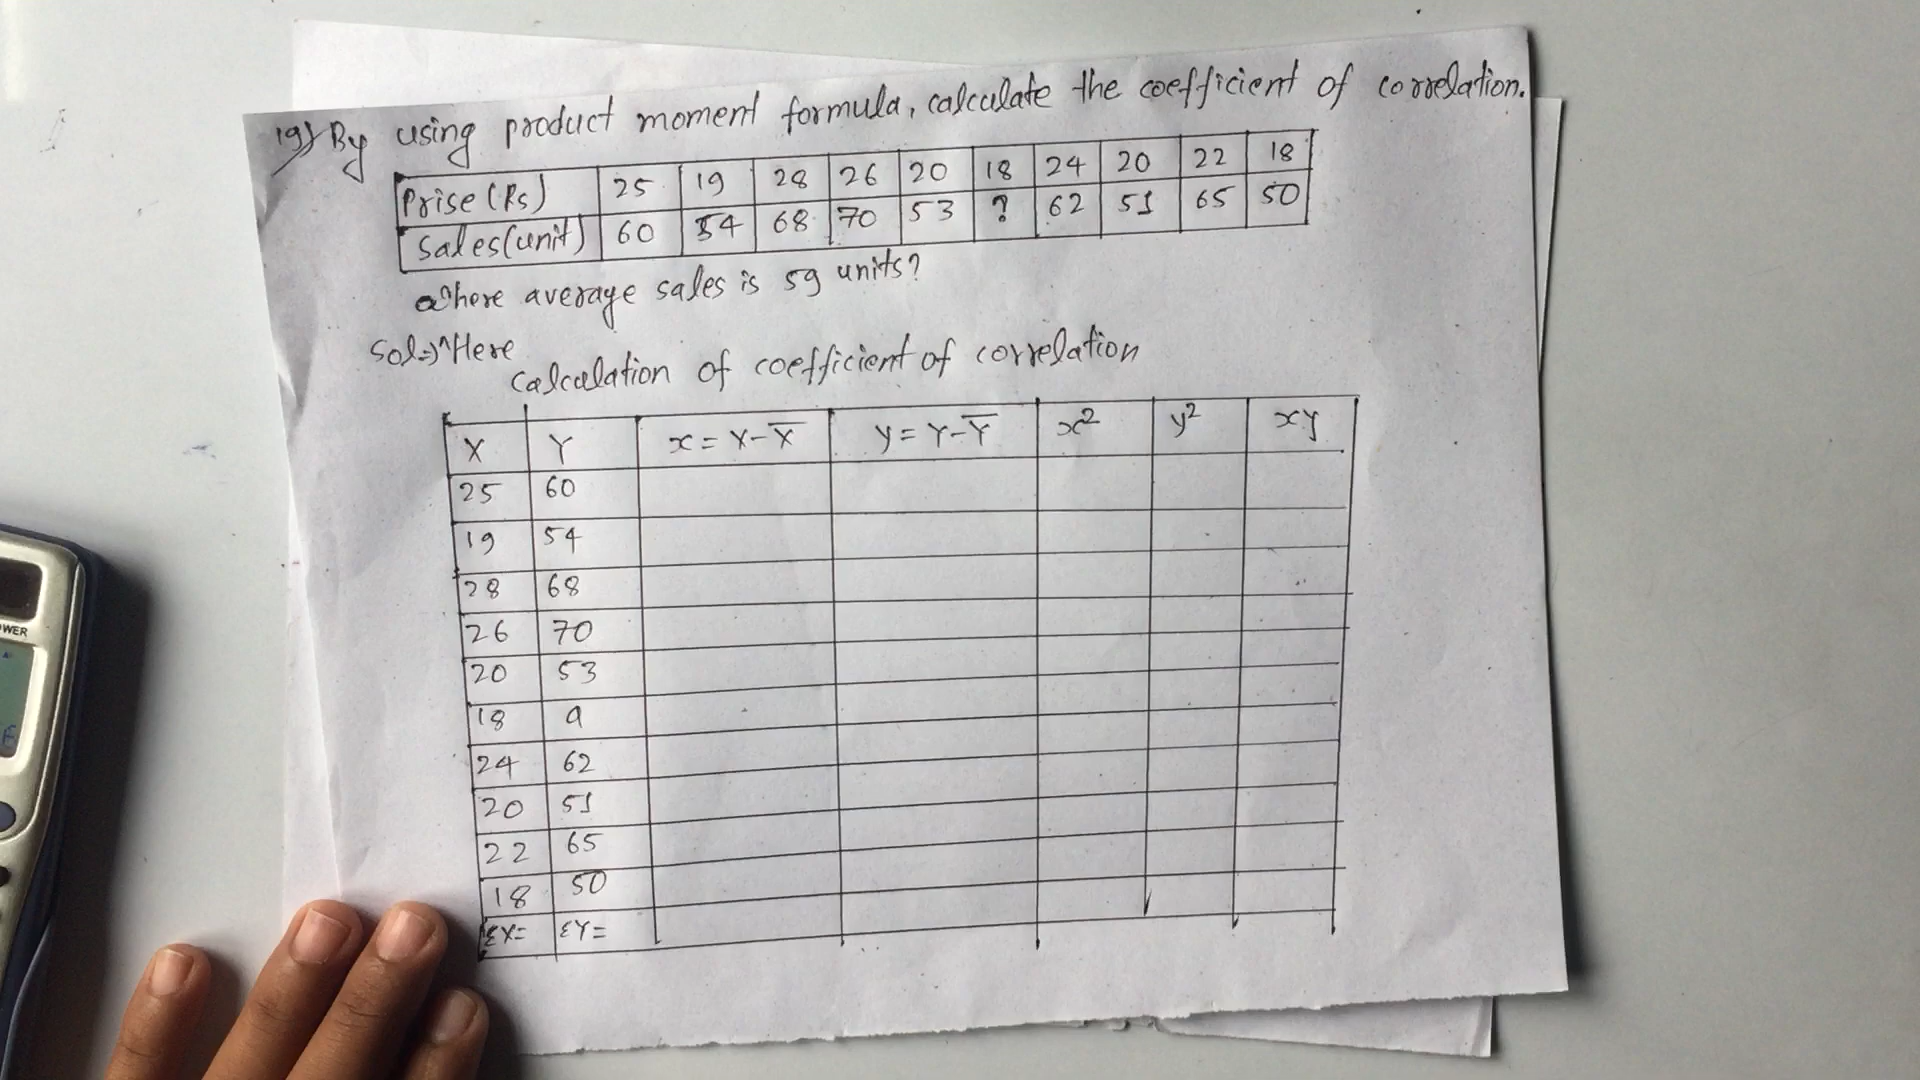 19) By using product moment formula, calculate the coefficient of correlation.
Prise (Rs) 25 19 28 26 20 18 24 20 22 18
Sales(unit) 60 54 68 70 53 ? 62 51 65 50
where average sales is 59 units?
Sol=)^n Here
Calculation of coefficient of correlation
X Y x = X-X̅ y = Y-Y̅ x² y² xy
25 60
19 54
28 68
26 70
20 53
18 a
24 62
20 51
22 65
18 50
ΣX= ΣY=